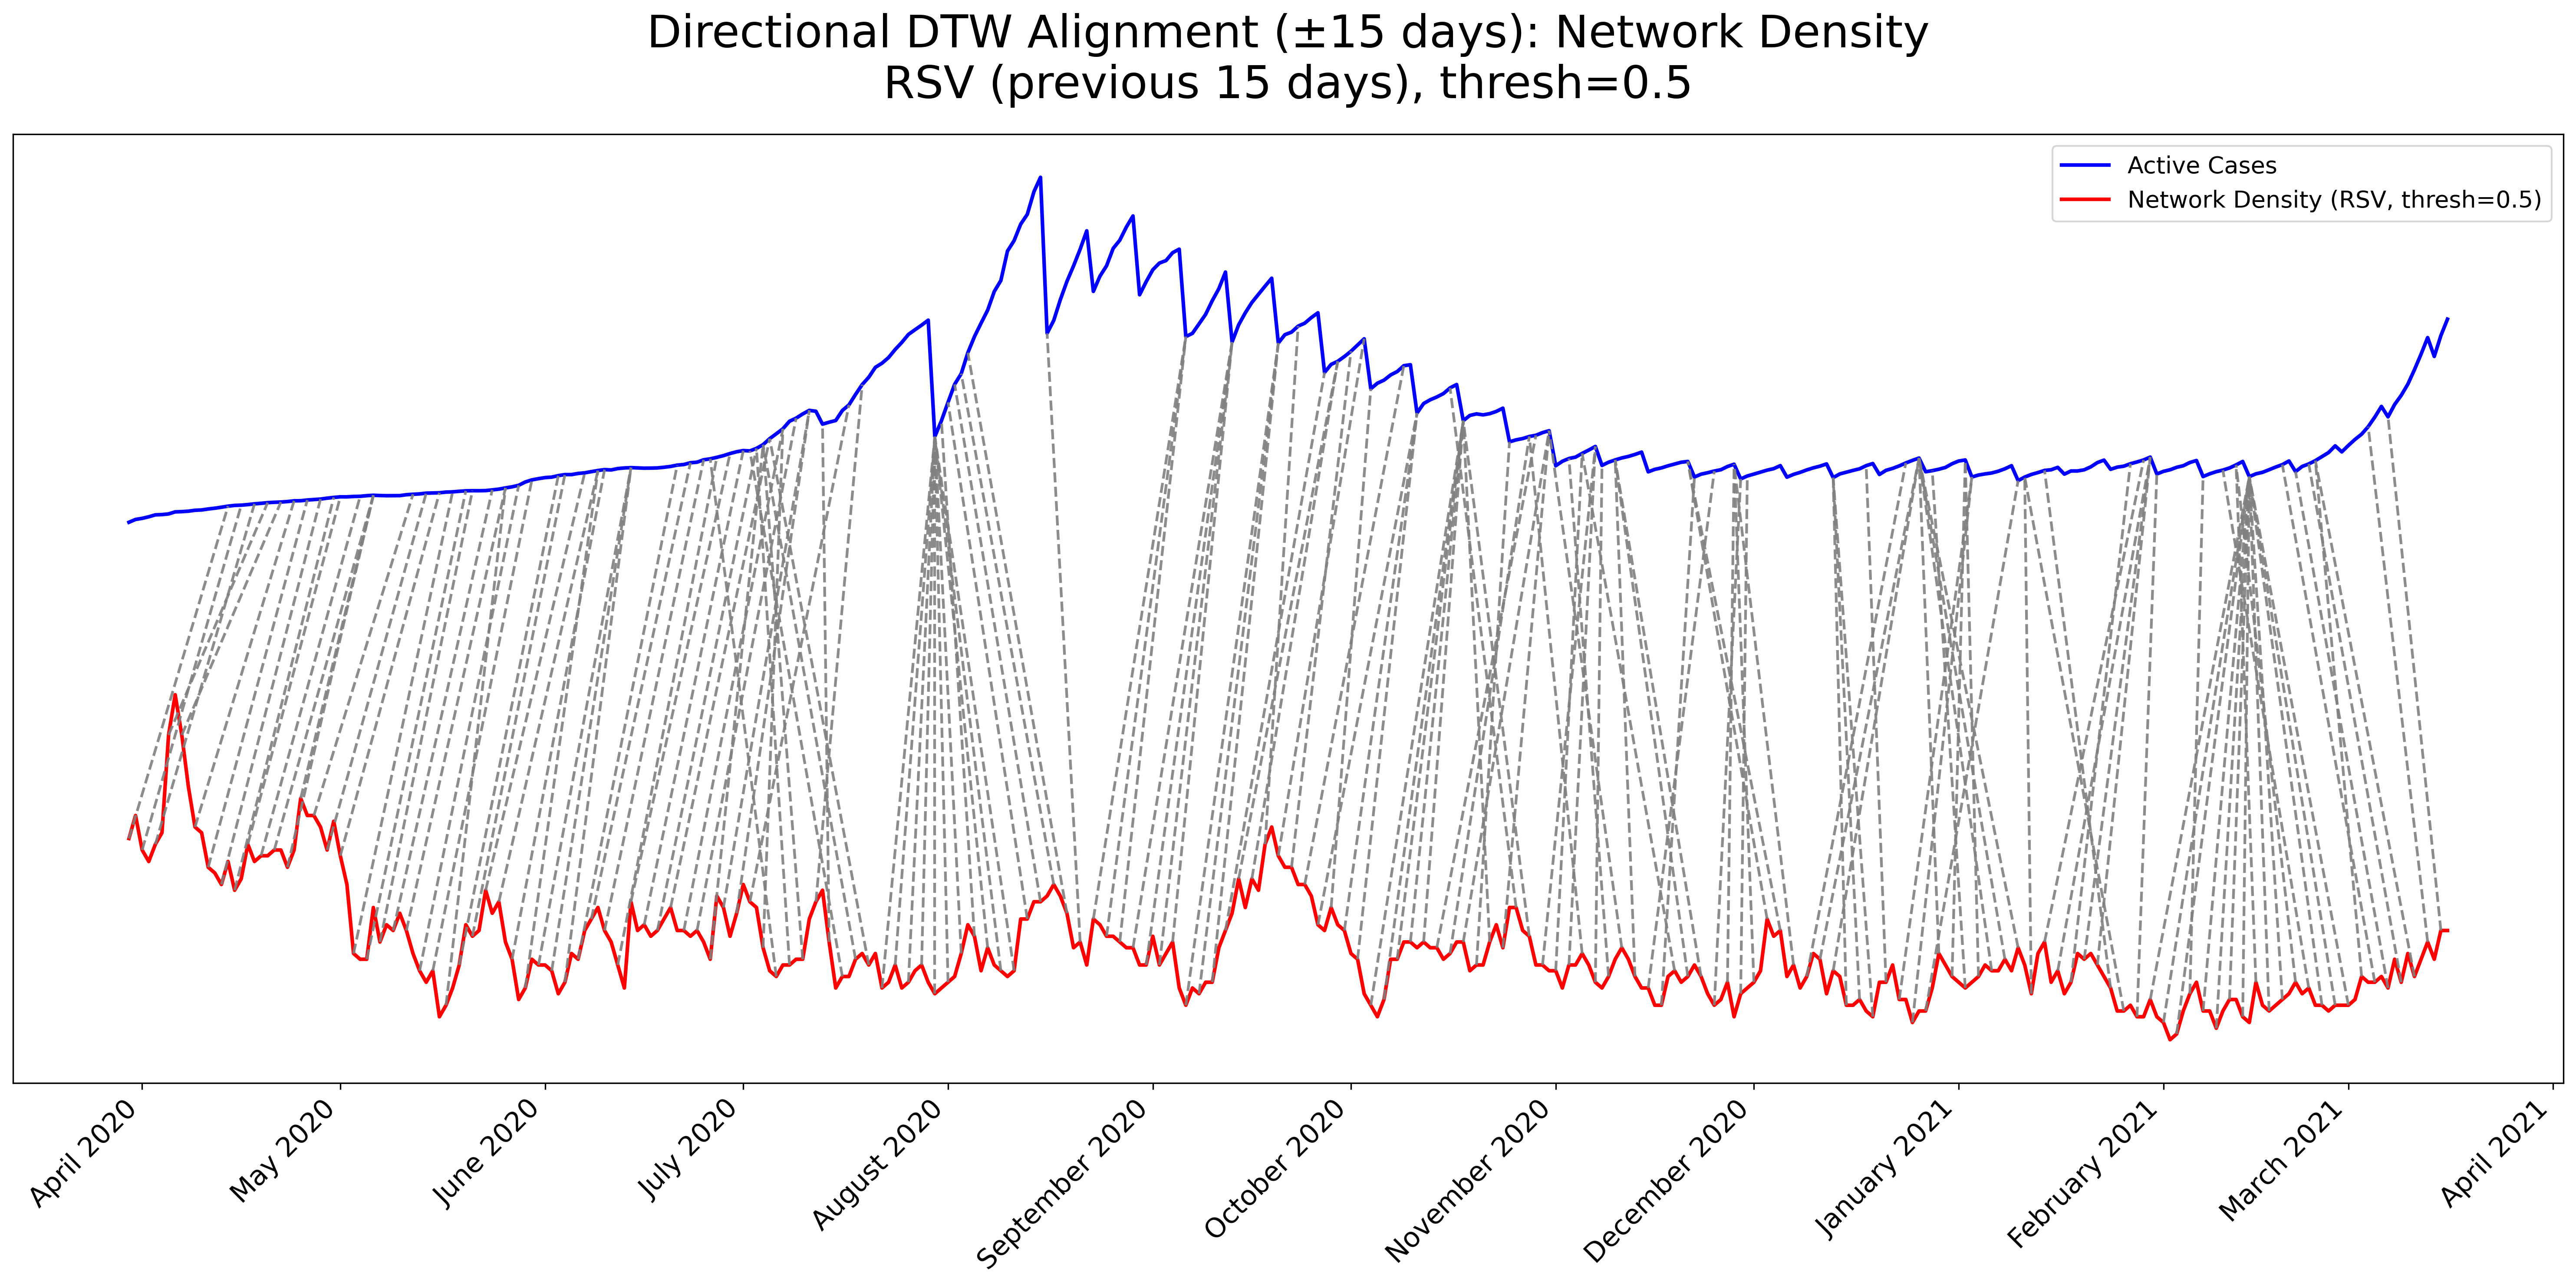 Directional DTW Alignment (±15 days): Network Density
RSV (previous 15 days), thresh=0.5
Active Cases
Network Density (RSV, thresh=0.5)
April 2020
May 2020
June 2020
July 2020
August 2020
September 2020
October 2020
November 2020
December 2020
January 2021
February 2021
March 2021
April 2021